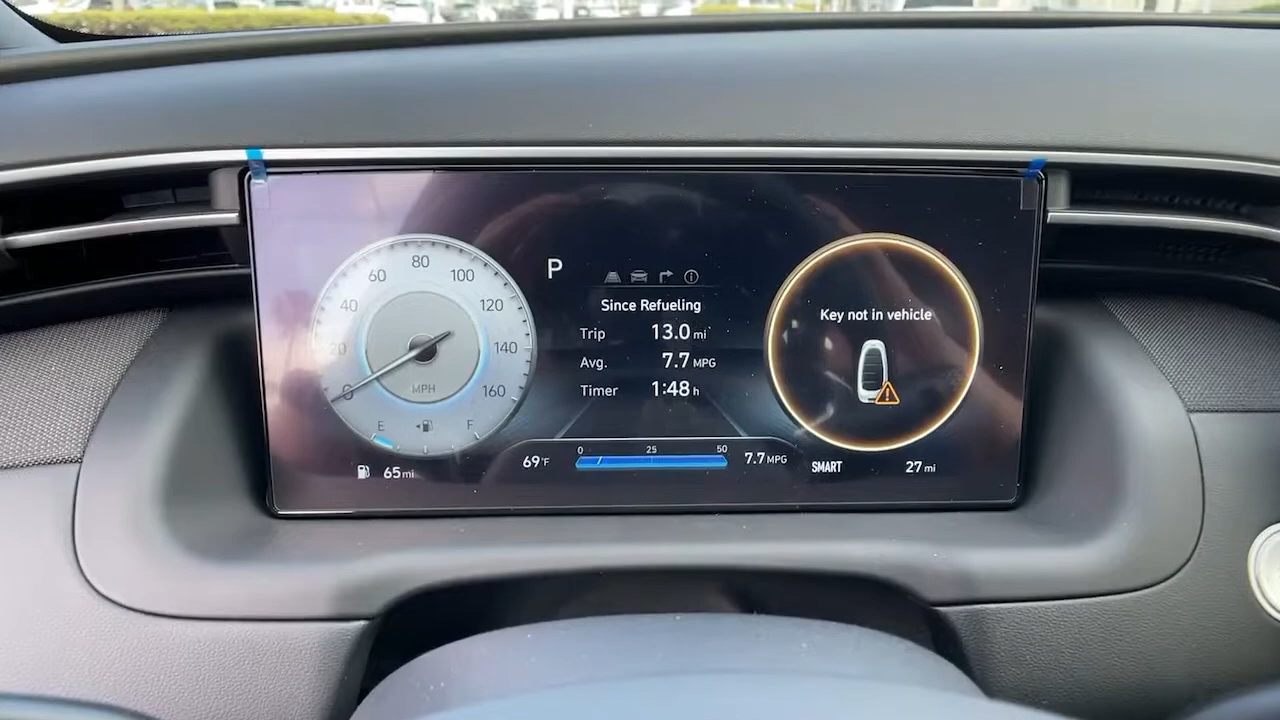 80
60
100
40
120
20
140
0
160
MPH
E
F
65 mi
P
Since Refueling
Trip 13.0 mi
Avg. 7.7 MPG
Timer 1:48 h
0 25 50
69°F
7.7 MPG
Key not in vehicle
SMART
27 mi